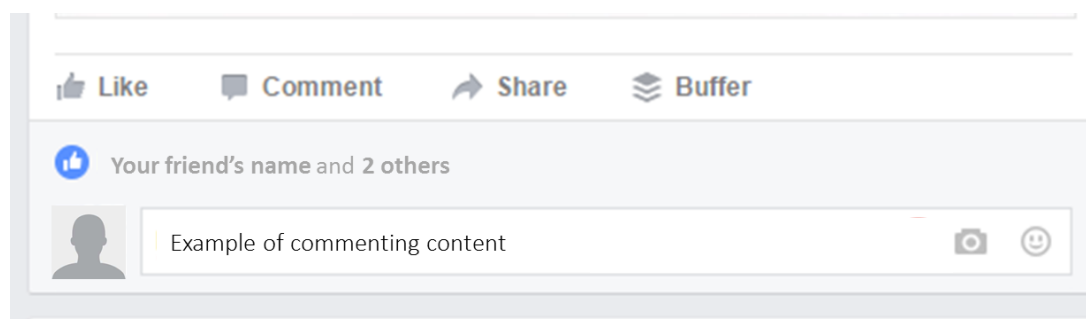 Like Comment Share Buffer
Your friend’s name and 2 others
Example of commenting content